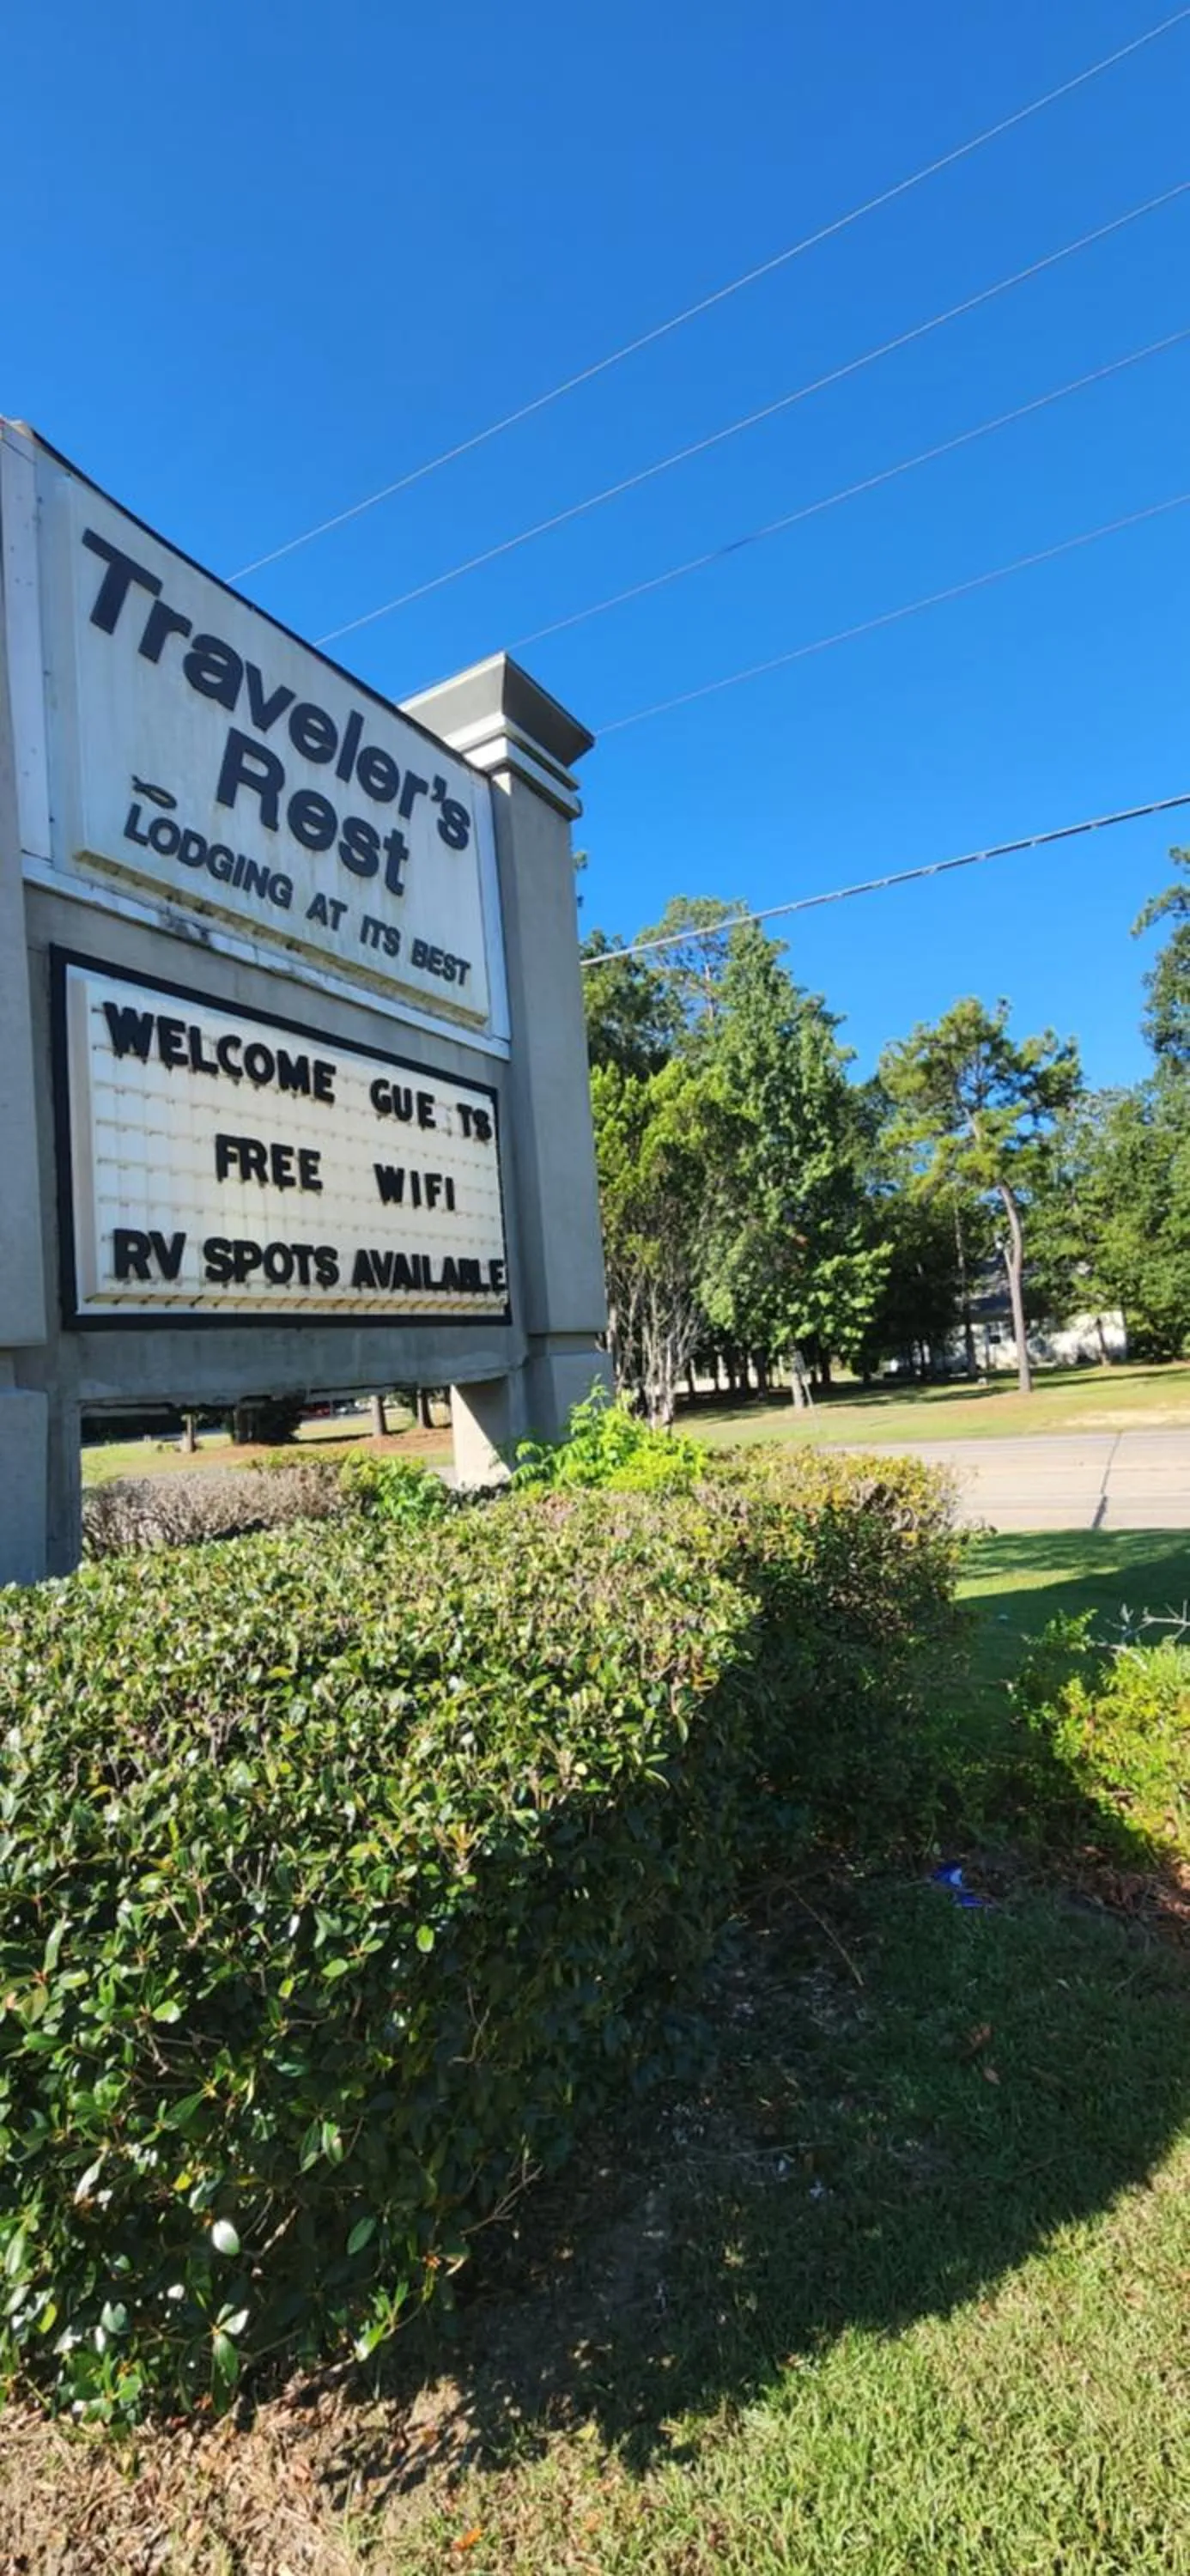 Traveler's
Rest
LODGING AT ITS BEST
WELCOME GUE TS
FREE WIFI
RV SPOTS AVAILABLE